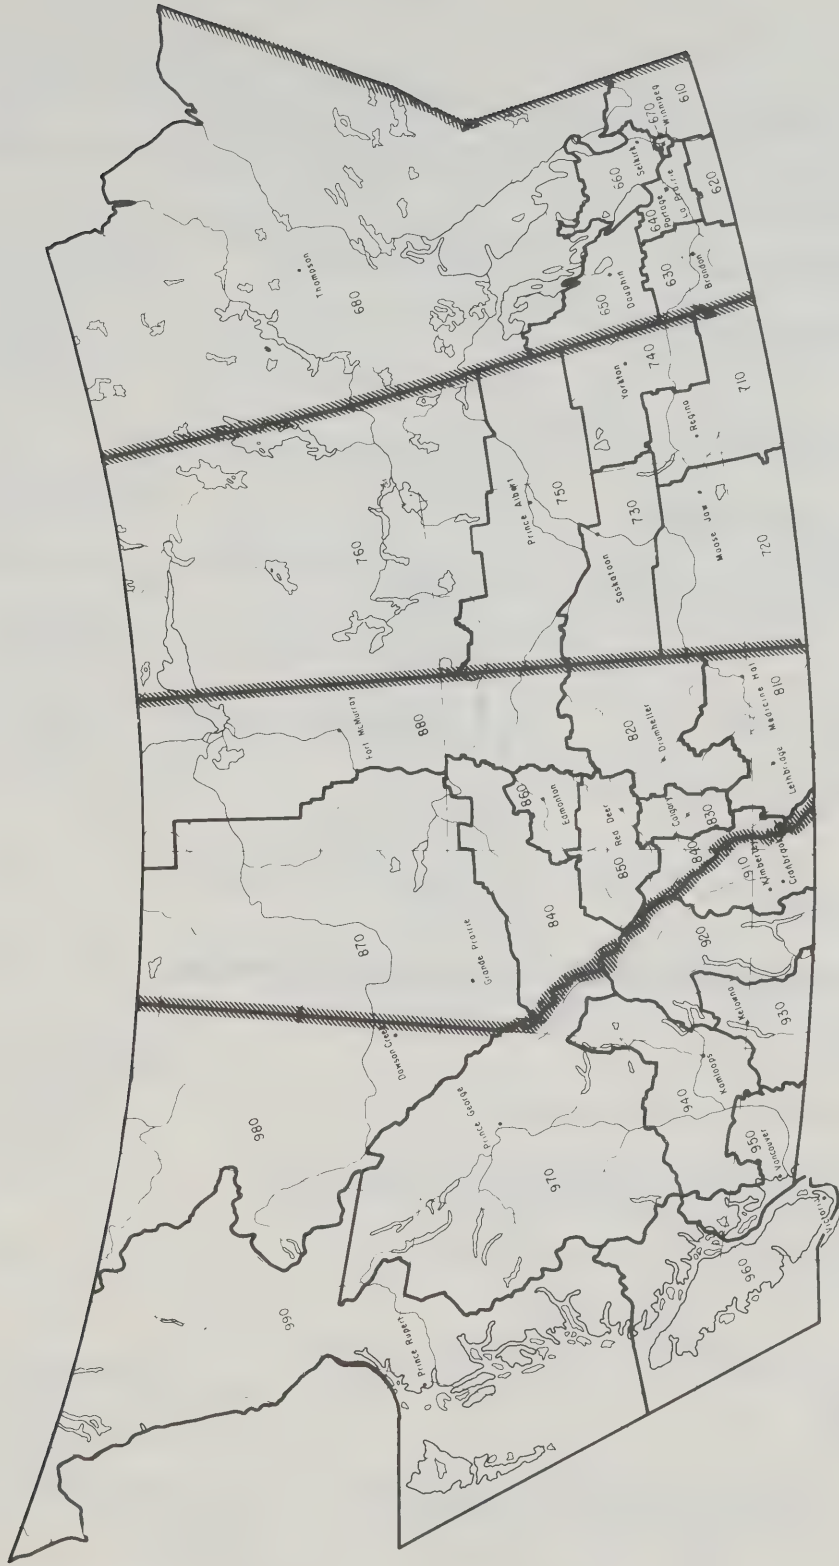 990
980
970
960
950
940
930
920
910
Prince Rupert
Prince George
Dawson Creek
Kamloops
Kelowna
Vancouver
Victoria
Kimberley
Cranbrook
870
880
840
860
850
840
830
820
810
Grande Prairie
Fort McMurray
Edmonton
Red Deer
Calgary
Drumheller
Lethbridge
Medicine Hat
760
750
740
730
720
710
Prince Albert
Saskatoon
Yorkton
Moose Jaw
Regina
680
650
660
640
630
670
620
610
Thompson
Dauphin
Selkirk
Winnipeg
Portage
La Prairie
Brandon